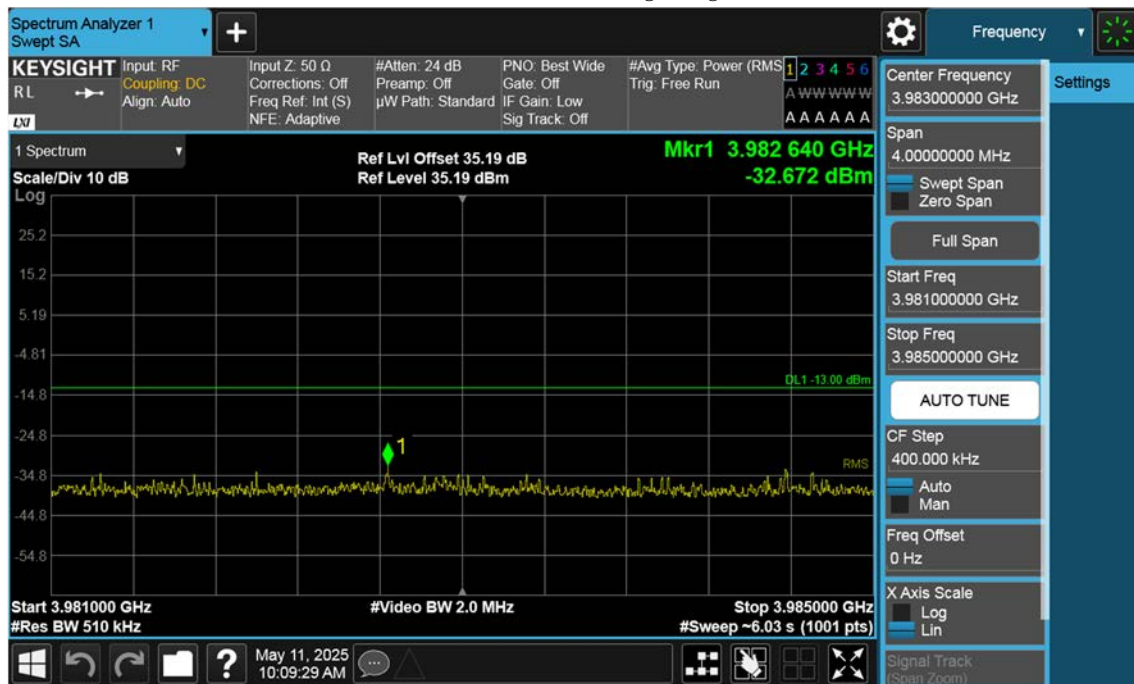 Spectrum Analyzer 1
Swept SA
+
Frequency
KEYSIGHT
RL
LXI
Input: RF
Coupling: DC
Align: Auto
Input Z: 50 Ω
Corrections: Off
Freq Ref: Int (S)
NFE: Adaptive
#Atten: 24 dB
Preamp: Off
µW Path: Standard
PNO: Best Wide
Gate: Off
IF Gain: Low
Sig Track: Off
#Avg Type: Power (RMS
Trig: Free Run
1 2 3 4 5 6
A W W W W W
A A A A A A
1 Spectrum
Scale/Div 10 dB
Ref Lvl Offset 35.19 dB
Ref Level 35.19 dBm
Mkr1 3.982 640 GHz
-32.672 dBm
Log
25.2
15.2
5.19
-4.81
DL1 -13.00 dBm
-14.8
-24.8
1
RMS
-34.8
-44.8
-54.8
Start 3.981000 GHz
#Video BW 2.0 MHz
Stop 3.985000 GHz
#Res BW 510 kHz
#Sweep ~6.03 s (1001 pts)
?
May 11, 2025
10:09:29 AM
Center Frequency
3.983000000 GHz
Settings
Span
4.00000000 MHz
Swept Span
Zero Span
Full Span
Start Freq
3.981000000 GHz
Stop Freq
3.985000000 GHz
AUTO TUNE
CF Step
400.000 kHz
Auto
Man
Freq Offset
0 Hz
X Axis Scale
Log
Lin
Signal Track
(Span Zoom)